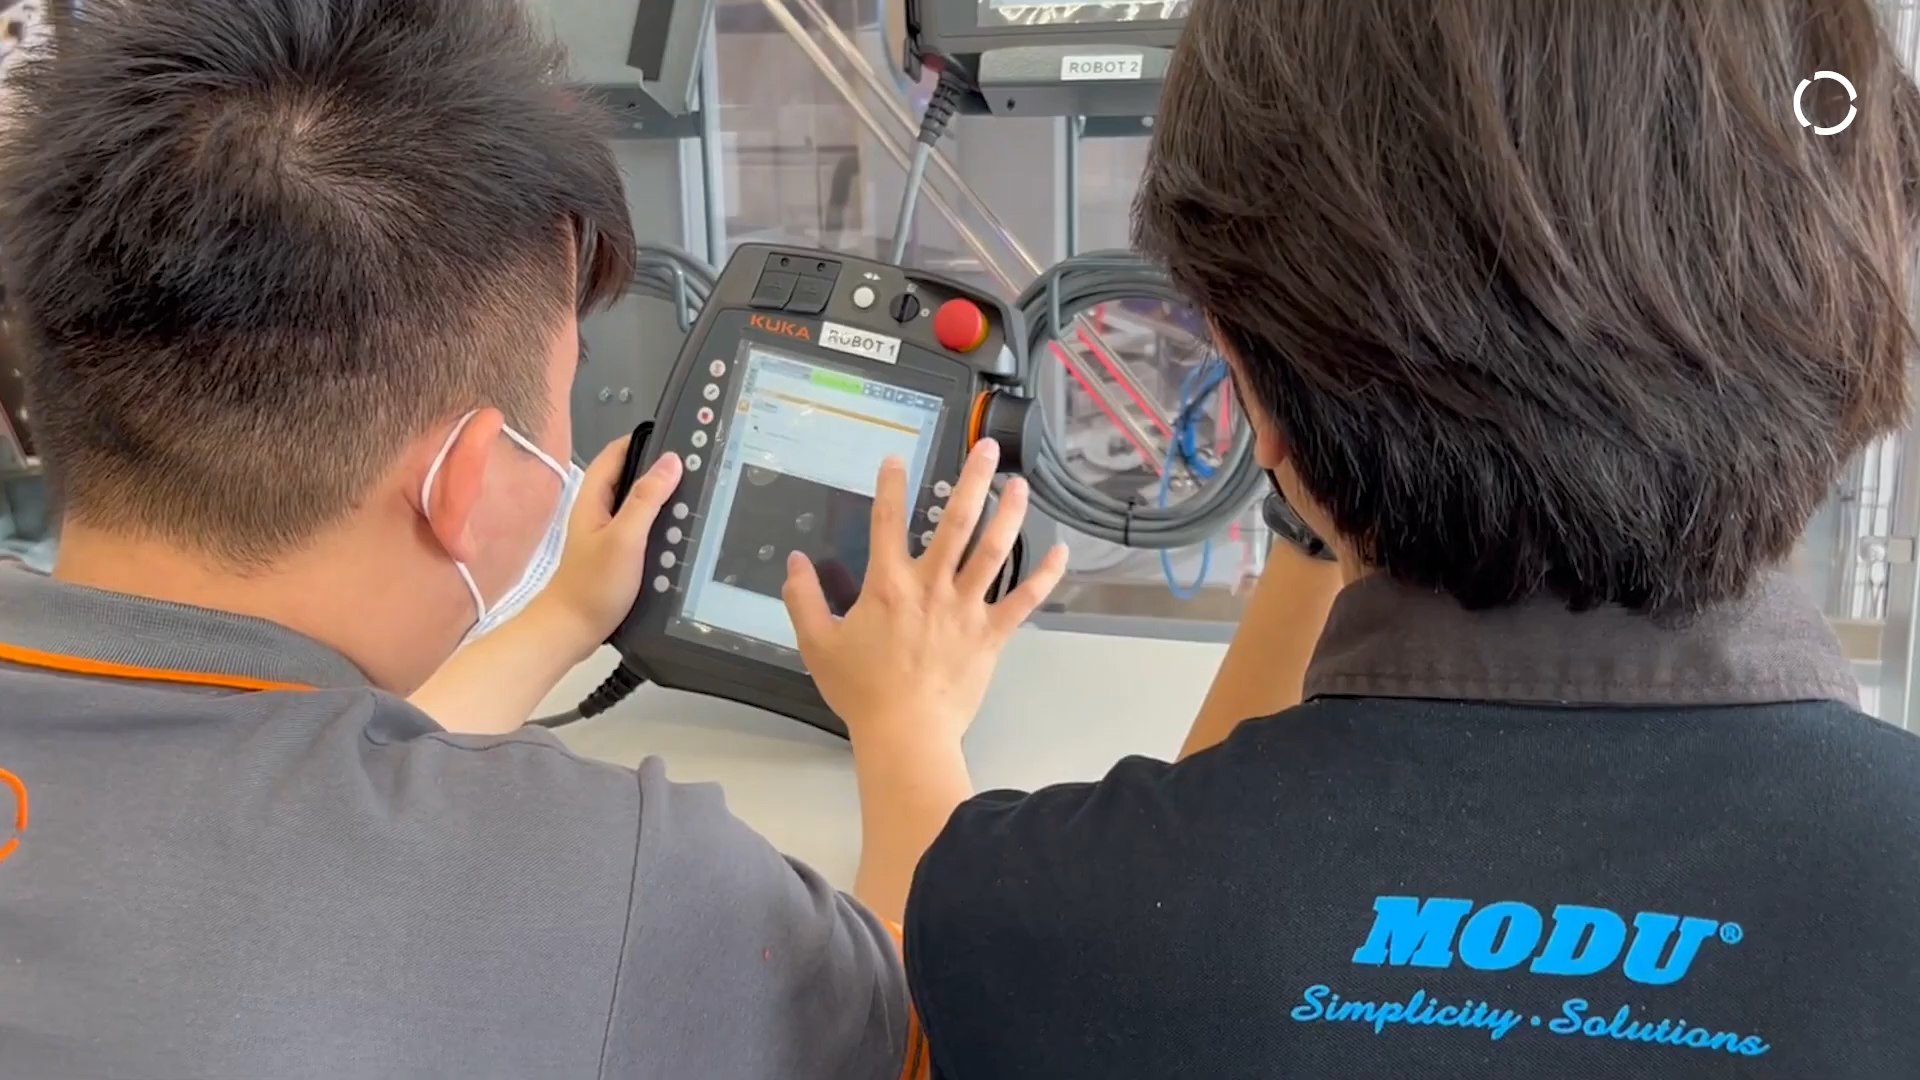 ROBOT 2
KUKA
ROBOT 1
MODU®
Simplicity · Solutions